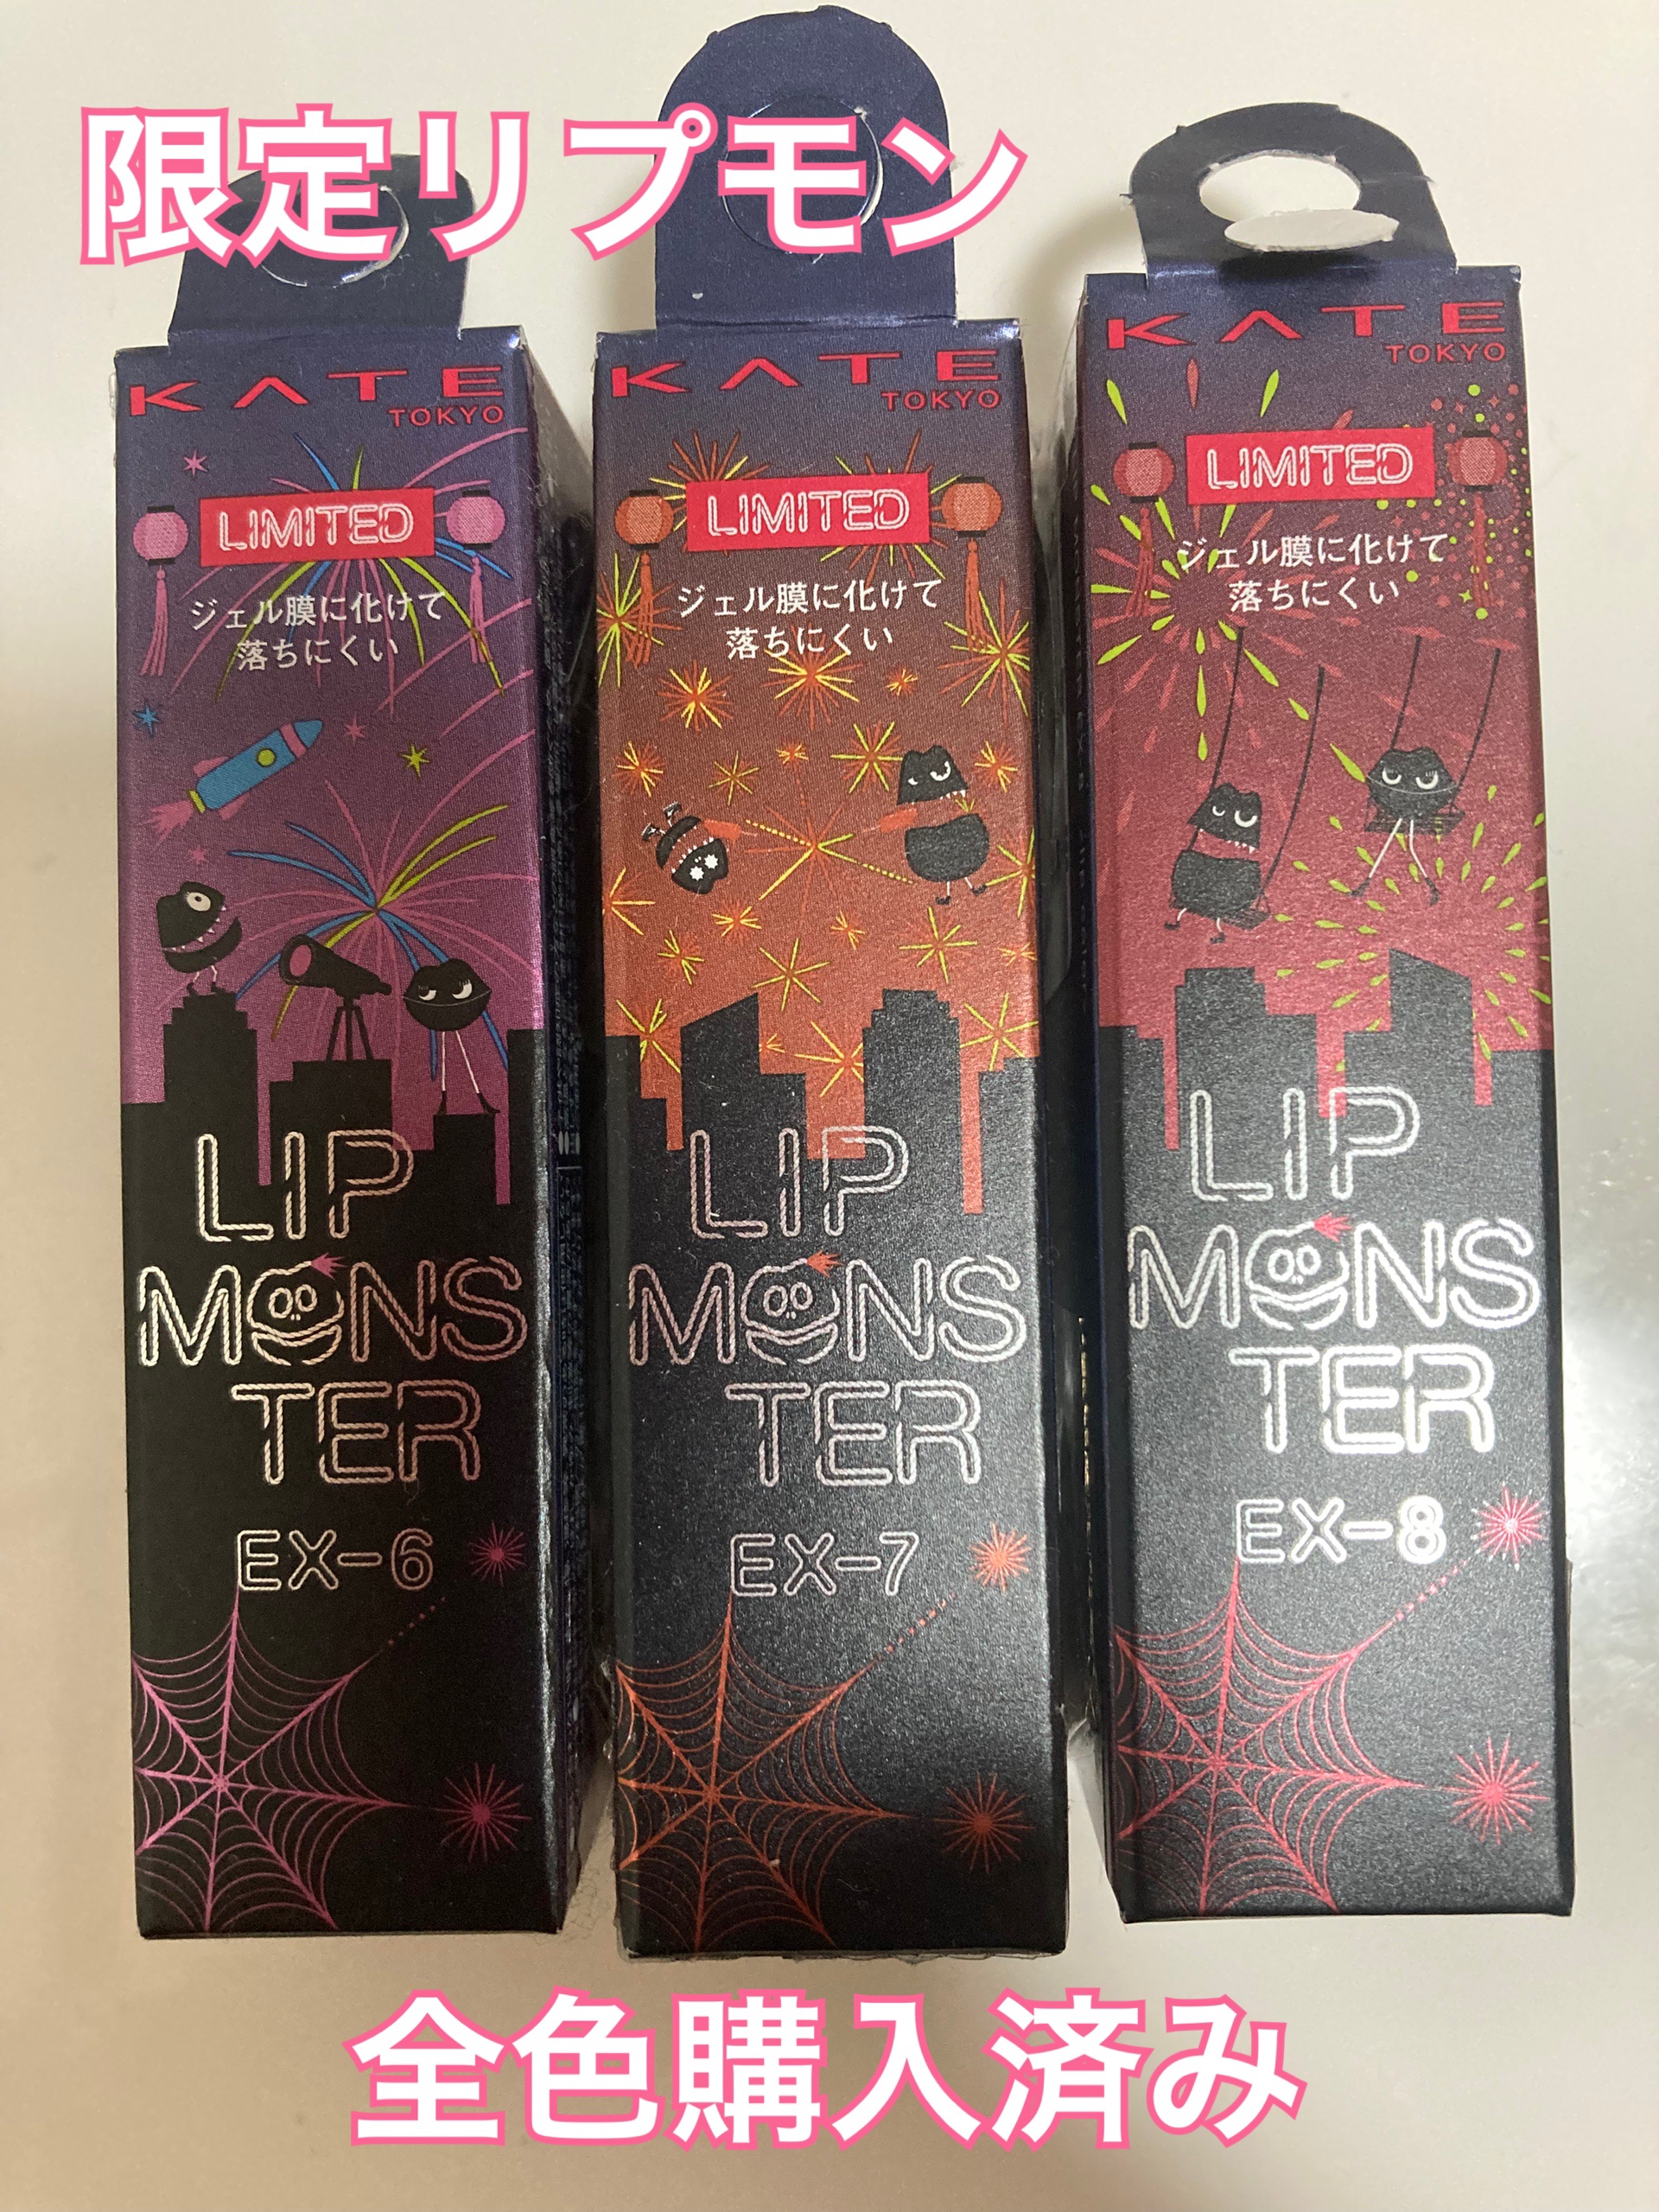 限定リプモン
KATE
TOKYO
LIMITED
ジェル膜に化けて
落ちにくい
LIP
MONS
TER
EX-6
KATE
TOKYO
LIMITED
ジェル膜に化けて
落ちにくい
LIP
MONS
TER
EX-7
KATE
TOKYO
LIMITED
ジェル膜に化けて
落ちにくい
LIP
MONS
TER
EX-8
全色購入済み